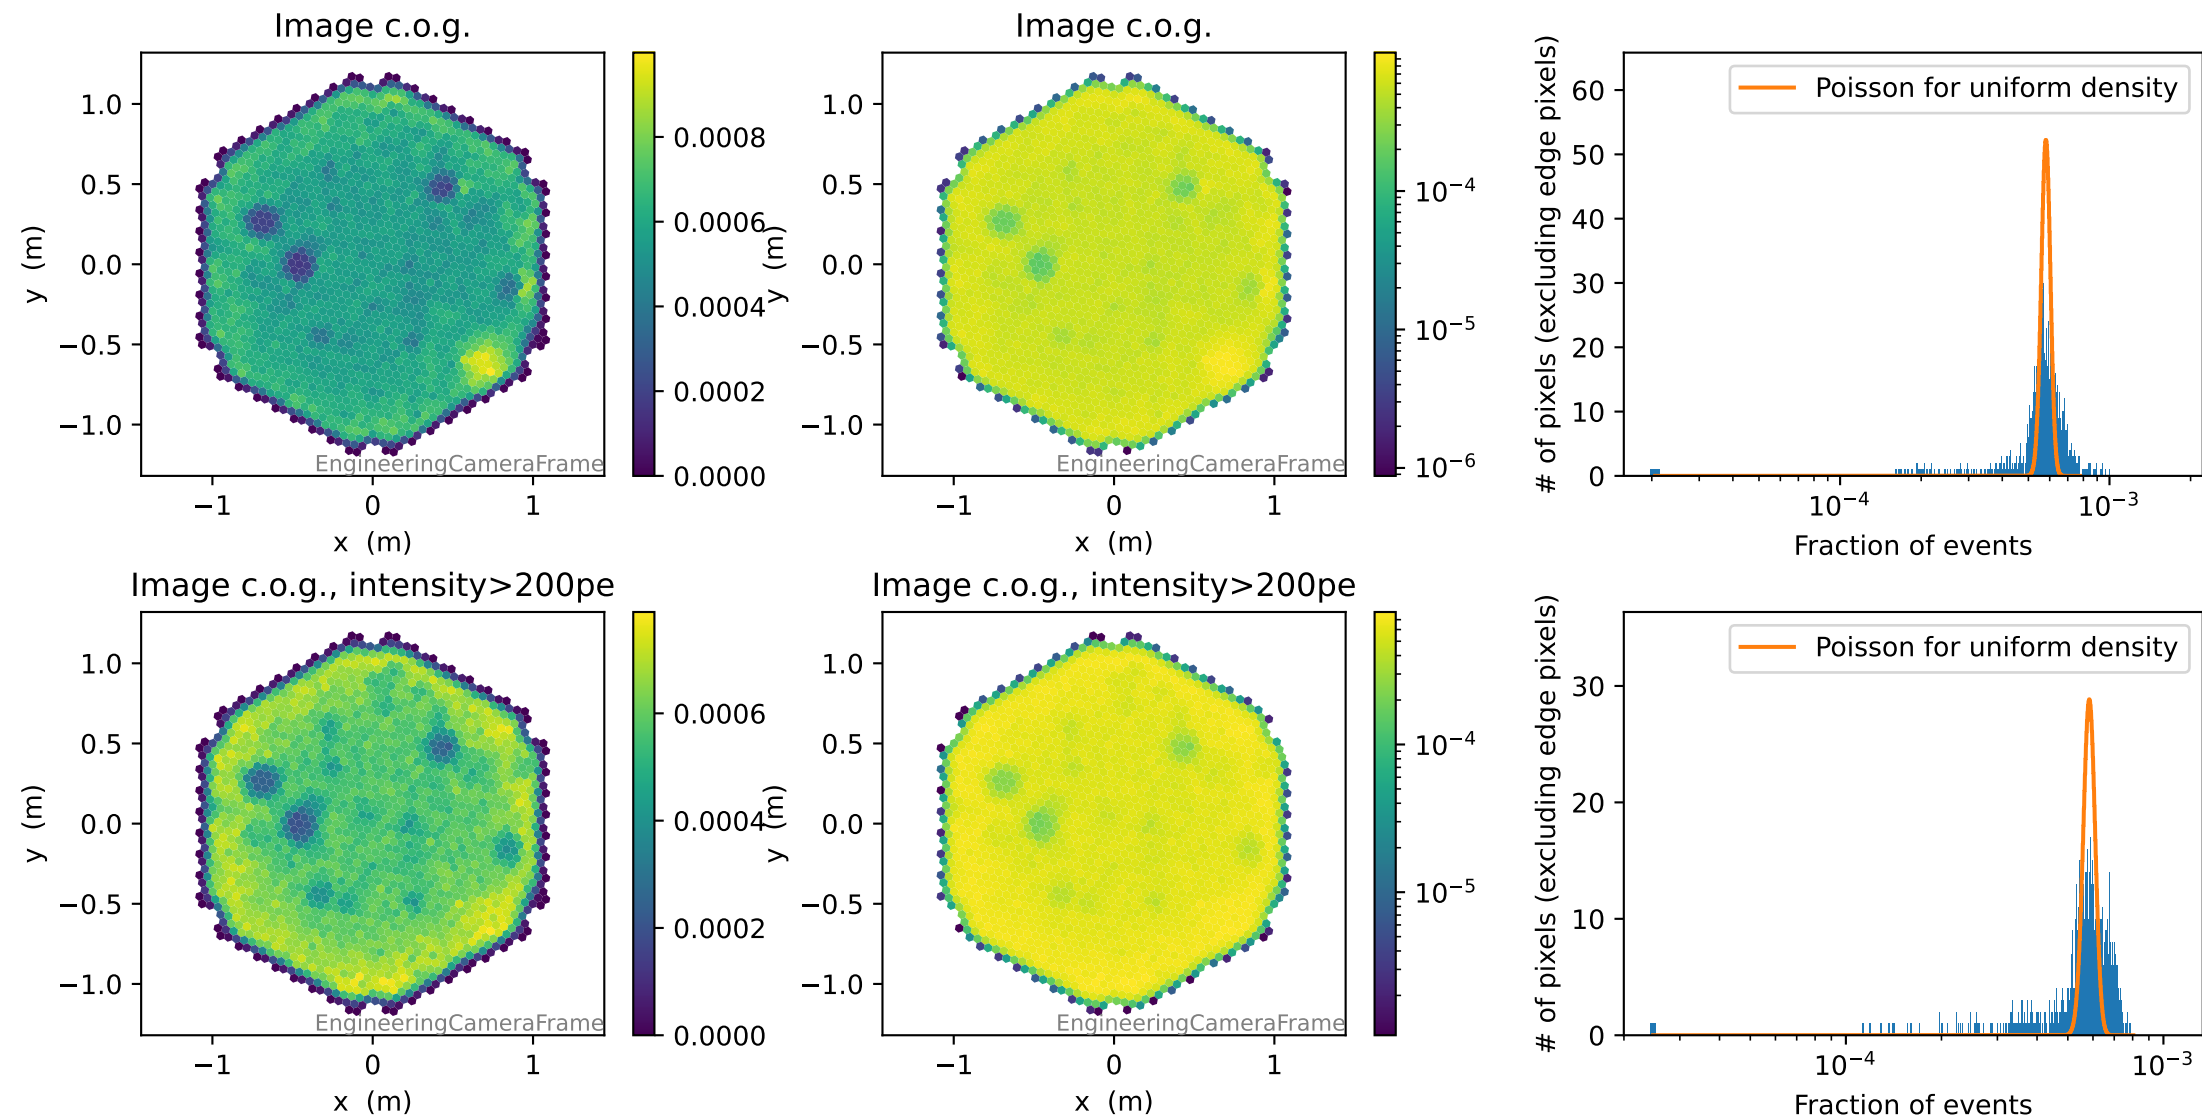 Image c.o.g.
1.0
0.5
0.0
−0.5
−1.0
y (m)
−1
0
1
x (m)
EngineeringCameraFrame
0.0008
0.0006
0.0004
0.0002
0.0000
Image c.o.g.
1.0
0.5
0.0
−0.5
−1.0
y (m)
−1
0
1
x (m)
EngineeringCameraFrame
10⁻⁴
10⁻⁵
10⁻⁶
# of pixels (excluding edge pixels)
60
50
40
30
20
10
0
Poisson for uniform density
10⁻⁴
10⁻³
Fraction of events
Image c.o.g., intensity>200pe
1.0
0.5
0.0
−0.5
−1.0
y (m)
−1
0
1
x (m)
EngineeringCameraFrame
0.0006
0.0004
0.0002
0.0000
Image c.o.g., intensity>200pe
1.0
0.5
0.0
−0.5
−1.0
y (m)
−1
0
1
x (m)
EngineeringCameraFrame
10⁻⁴
10⁻⁵
# of pixels (excluding edge pixels)
30
20
10
0
Poisson for uniform density
10⁻⁴
10⁻³
Fraction of events